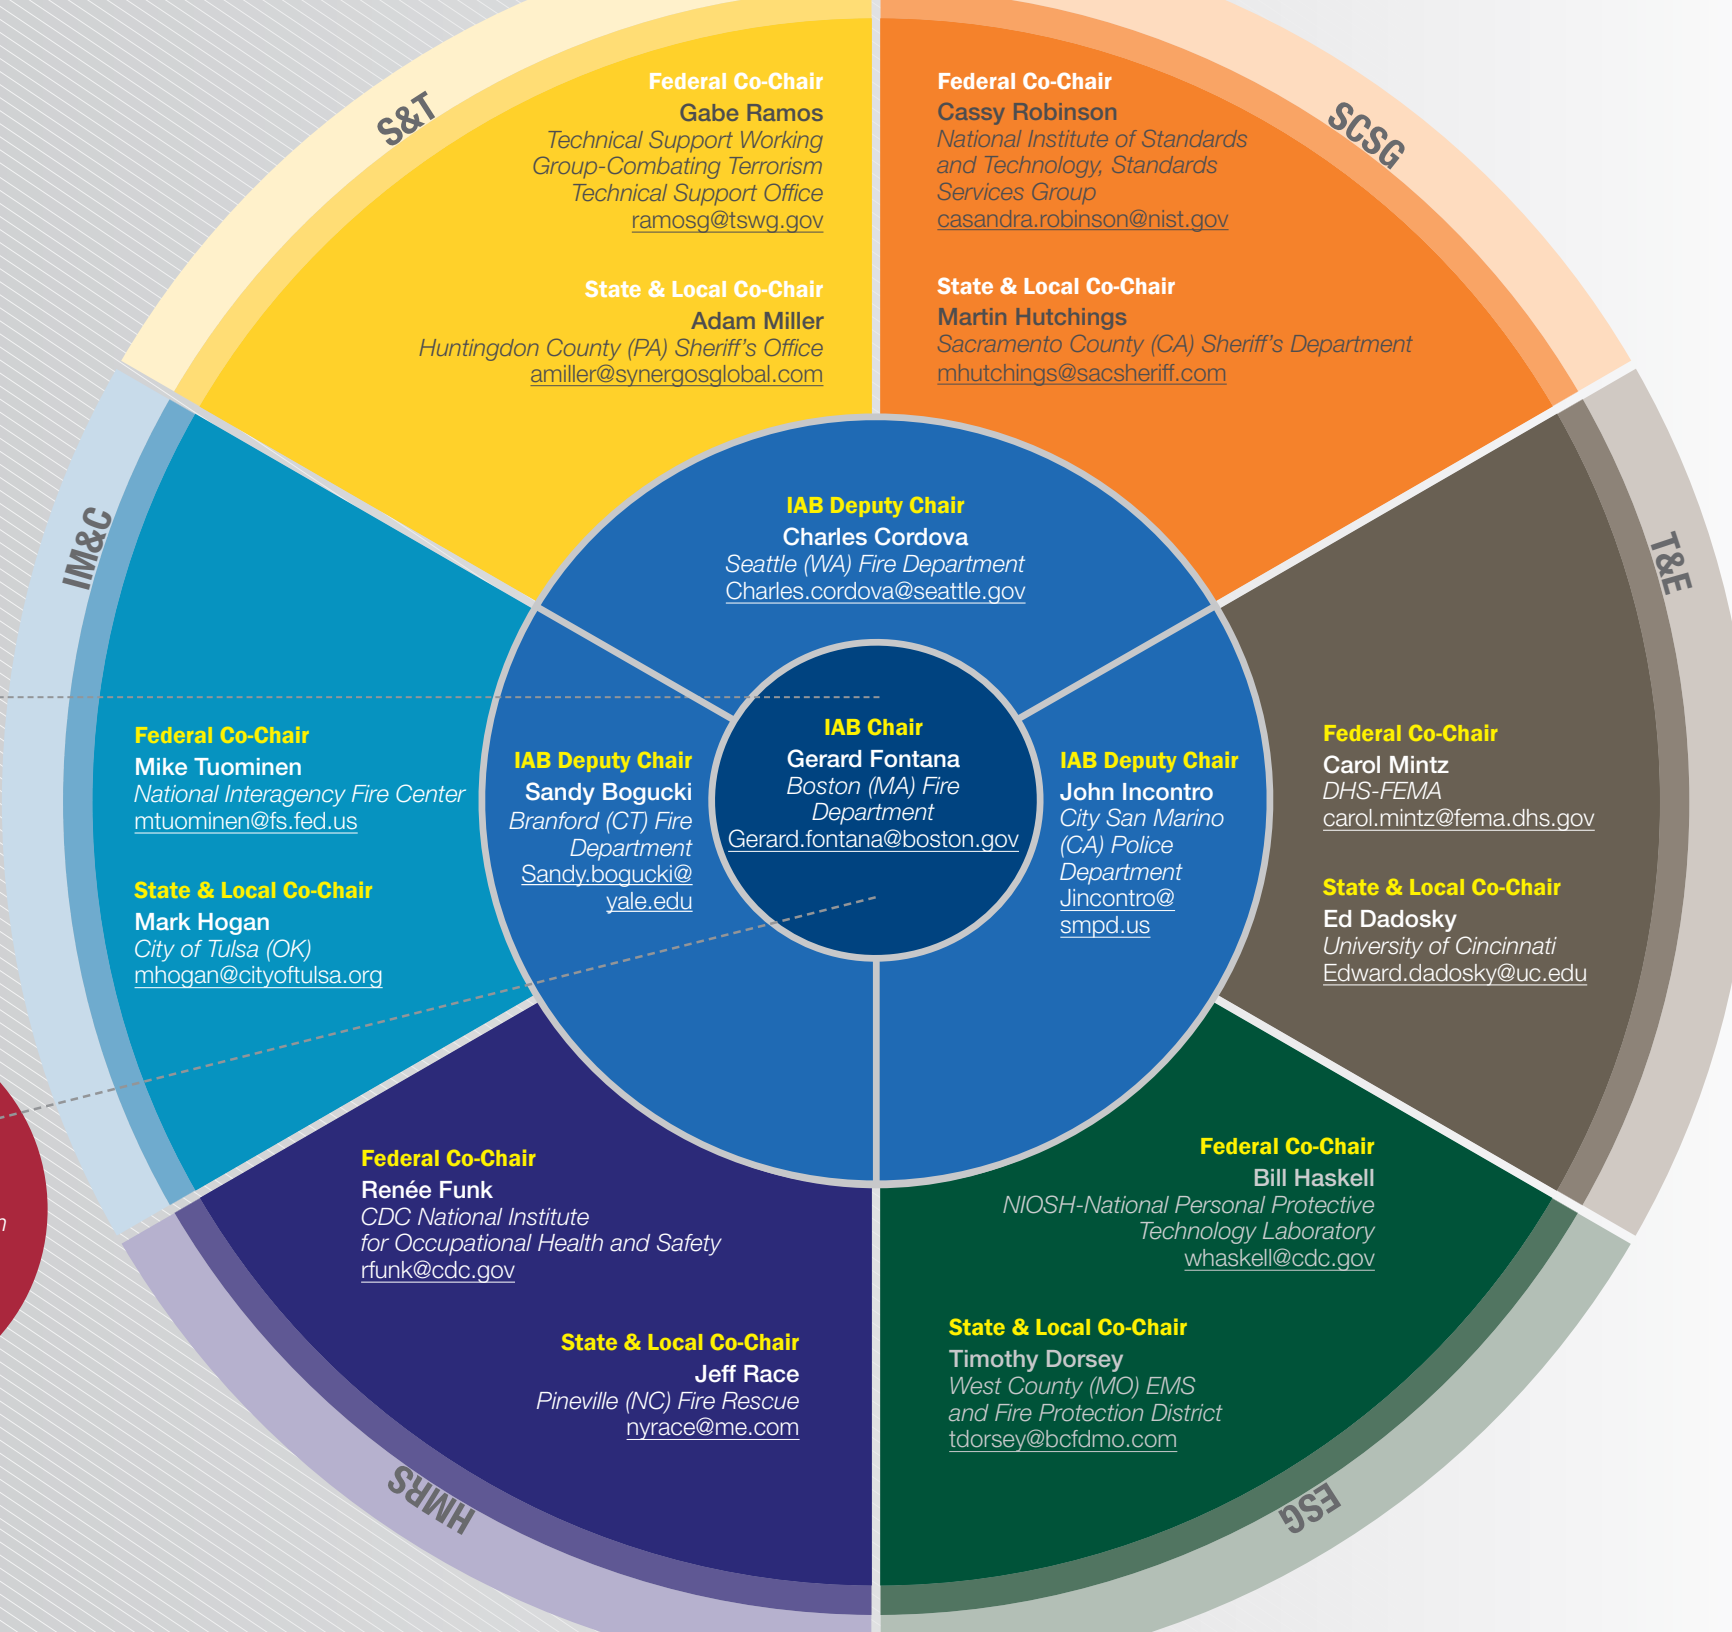 S&T
Federal Co-Chair
Gabe Ramos
Technical Support Working
Group-Combating Terrorism
Technical Support Office
ramosg@tswg.gov
State & Local Co-Chair
Adam Miller
Huntingdon County (PA) Sheriff's Office
amiller@synergosglobal.com
SCSG
Federal Co-Chair
Cassy Robinson
National Institute of Standards
and Technology, Standards
Services Group
casandra.robinson@nist.gov
State & Local Co-Chair
Martin Hutchings
Sacramento County (CA) Sheriff's Department
mhutchings@sacsheriff.com
IAB Deputy Chair
Charles Cordova
Seattle (WA) Fire Department
Charles.cordova@seattle.gov
IM&C
Federal Co-Chair
Mike Tuominen
National Interagency Fire Center
mtuominen@fs.fed.us
State & Local Co-Chair
Mark Hogan
City of Tulsa (OK)
mhogan@cityoftulsa.org
IAB Deputy Chair
Sandy Bogucki
Branford (CT) Fire
Department
Sandy.bogucki@
yale.edu
IAB Chair
Gerard Fontana
Boston (MA) Fire
Department
Gerard.fontana@boston.gov
IAB Deputy Chair
John Incontro
City San Marino
(CA) Police
Department
Jincontro@
smpd.us
T&E
Federal Co-Chair
Carol Mintz
DHS-FEMA
carol.mintz@fema.dhs.gov
State & Local Co-Chair
Ed Dadosky
University of Cincinnati
Edward.dadosky@uc.edu
Federal Co-Chair
Renée Funk
CDC National Institute
for Occupational Health and Safety
rfunk@cdc.gov
State & Local Co-Chair
Jeff Race
Pineville (NC) Fire Rescue
nyrace@me.com
HMRS
Federal Co-Chair
Bill Haskell
NIOSH-National Personal Protective
Technology Laboratory
whaskell@cdc.gov
State & Local Co-Chair
Timothy Dorsey
West County (MO) EMS
and Fire Protection District
tdorsey@bcfdmo.com
ESG